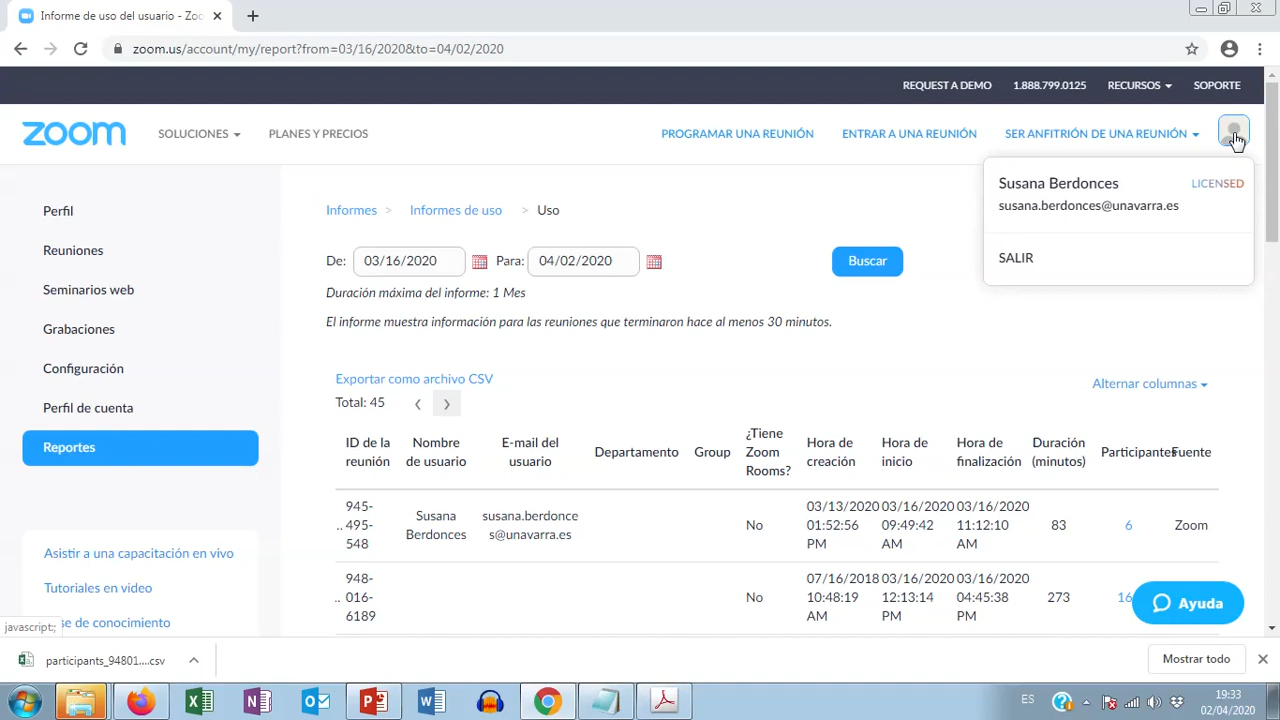 Informe de uso del usuario - Zoo
zoom.us/account/my/report?from=03/16/2020&to=04/02/2020
REQUEST A DEMO 1.888.799.0125 RECURSOS SOPORTE
zoom SOLUCIONES PLANES Y PRECIOS PROGRAMAR UNA REUNIÓN ENTRAR A UNA REUNIÓN SER ANFITRIÓN DE UNA REUNIÓN
Susana Berdonces LICENSED
susana.berdonces@unavarra.es
SALIR
Perfil
Reuniones
Seminarios web
Grabaciones
Configuración
Perfil de cuenta
Reportes
Asistir a una capacitación en vivo
Tutoriales en video
se de conocimiento
javascript:;
Informes > Informes de uso > Uso
De: 03/16/2020 Para: 04/02/2020 Buscar
Duración máxima del informe: 1 Mes
El informe muestra información para las reuniones que terminaron hace al menos 30 minutos.
Exportar como archivo CSV Alternar columnas
Total: 45
¿Tiene
ID de la Nombre E-mail del Zoom Hora de Hora de Hora de Duración
Departamento Group Participantes Fuente
reunión de usuario usuario Rooms? creación inicio finalización (minutos)
945- 03/13/2020 03/16/2020 03/16/2020
Susana susana.berdonce
.. 495- No 01:52:56 09:49:42 11:12:10 83 6 Zoom
Berdonces s@unavarra.es
548 PM AM AM
948- 07/16/2018 03/16/2020 03/16/2020
.. 016- No 10:48:19 12:13:14 04:45:38 273 16
6189 AM PM PM
Ayuda
participants_94801....csv Mostrar todo
ES 19:33
02/04/2020